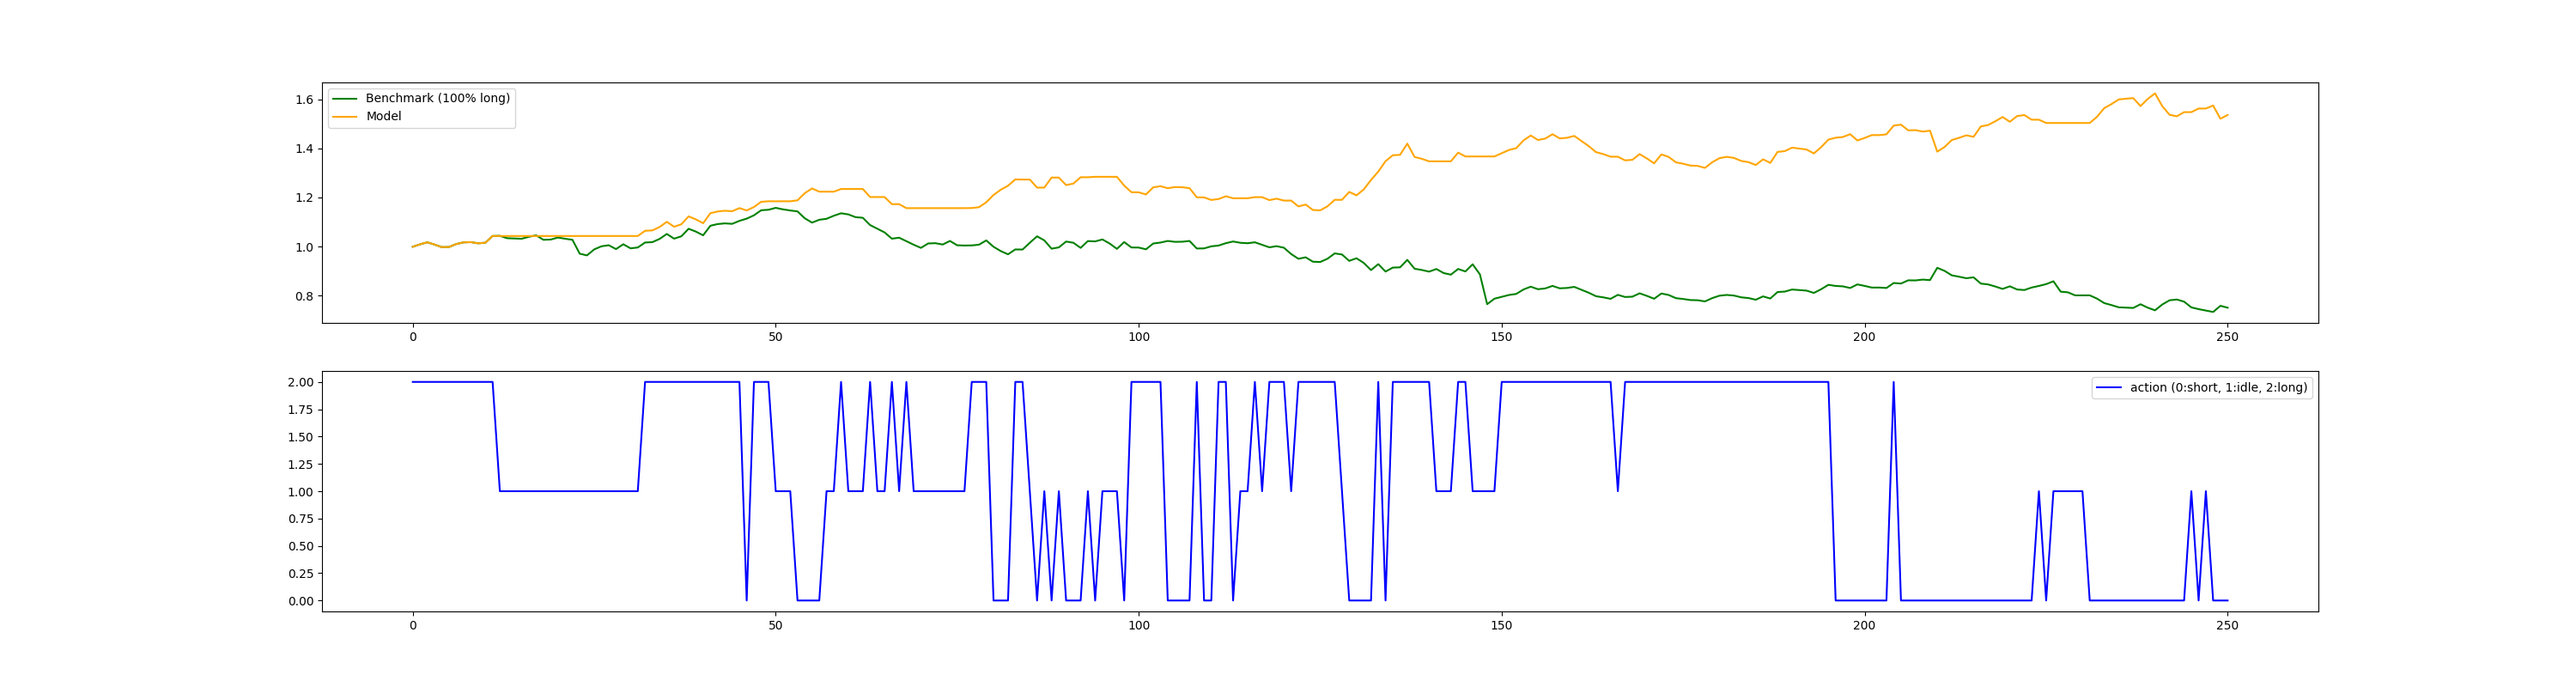 Benchmark (100% long)
Model
1.6
1.4
1.2
1.0
0.8
0 50 100 150 200 250
action (0:short, 1:idle, 2:long)
2.00
1.75
1.50
1.25
1.00
0.75
0.50
0.25
0.00
0 50 100 150 200 250